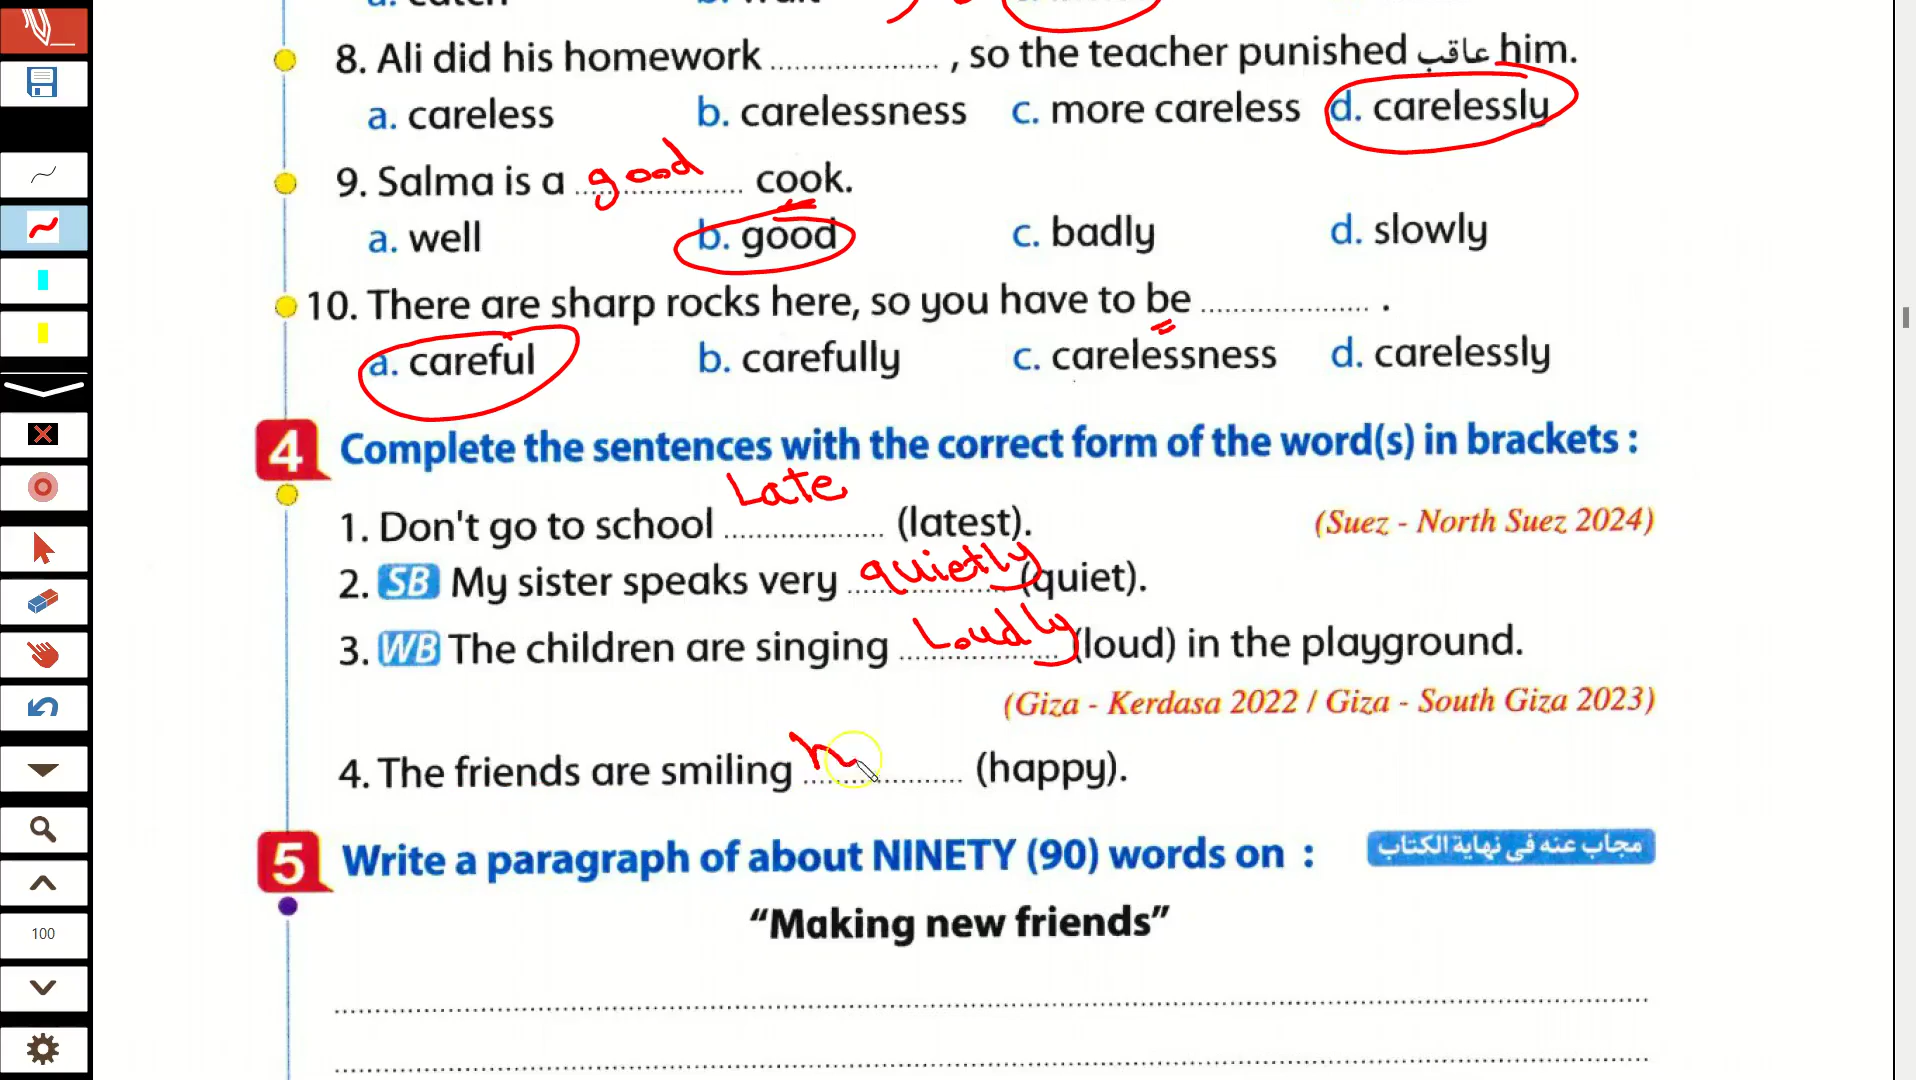 b. wait
8. Ali did his homework .................... , so the teacher punished عاقب him.
a. careless b. carelessness c. more careless d. carelessly
9. Salma is a good .................... cook.
a. well b. good c. badly d. slowly
10. There are sharp rocks here, so you have to be .................... .
a. careful b. carefully c. carelessness d. carelessly
4 Complete the sentences with the correct form of the word(s) in brackets :
Late
1. Don't go to school .................... (latest). (Suez - North Suez 2024)
2. SB My sister speaks very quietly .................... (quiet).
3. WB The children are singing Loudly .................... (loud) in the playground.
(Giza - Kerdasa 2022 / Giza - South Giza 2023)
4. The friends are smiling .................... (happy).
5 Write a paragraph of about NINETY (90) words on : مجاب عنه فى نهاية الكتاب
“Making new friends”
100